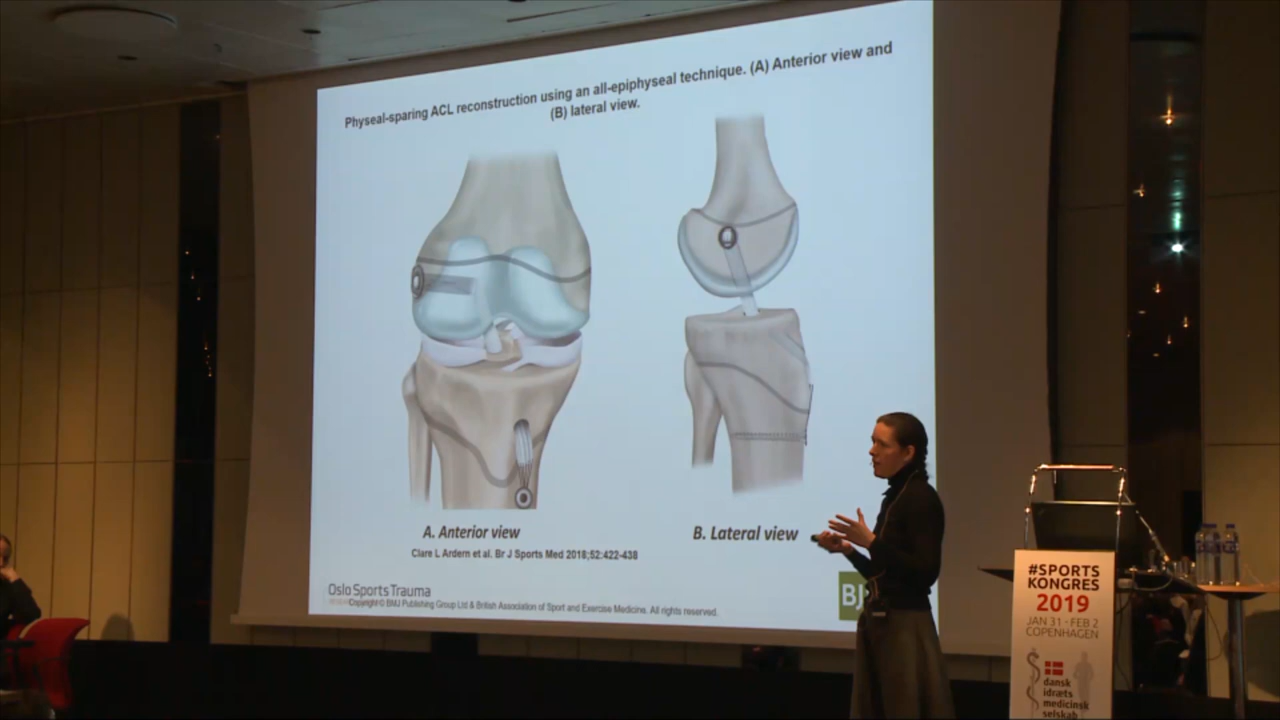 Physeal-sparing ACL reconstruction using an all-epiphyseal technique. (A) Anterior view and
(B) lateral view.
A. Anterior view
B. Lateral view
Clare L Ardern et al. Br J Sports Med 2018;52:422-438
Oslo Sports Trauma
Copyright © BMJ Publishing Group Ltd & British Association of Sport and Exercise Medicine. All rights reserved.
BJ
#SPORTS
KONGRES
2019
JAN 31 - FEB 2
COPENHAGEN
dansk
idræts
medicinsk
selskab